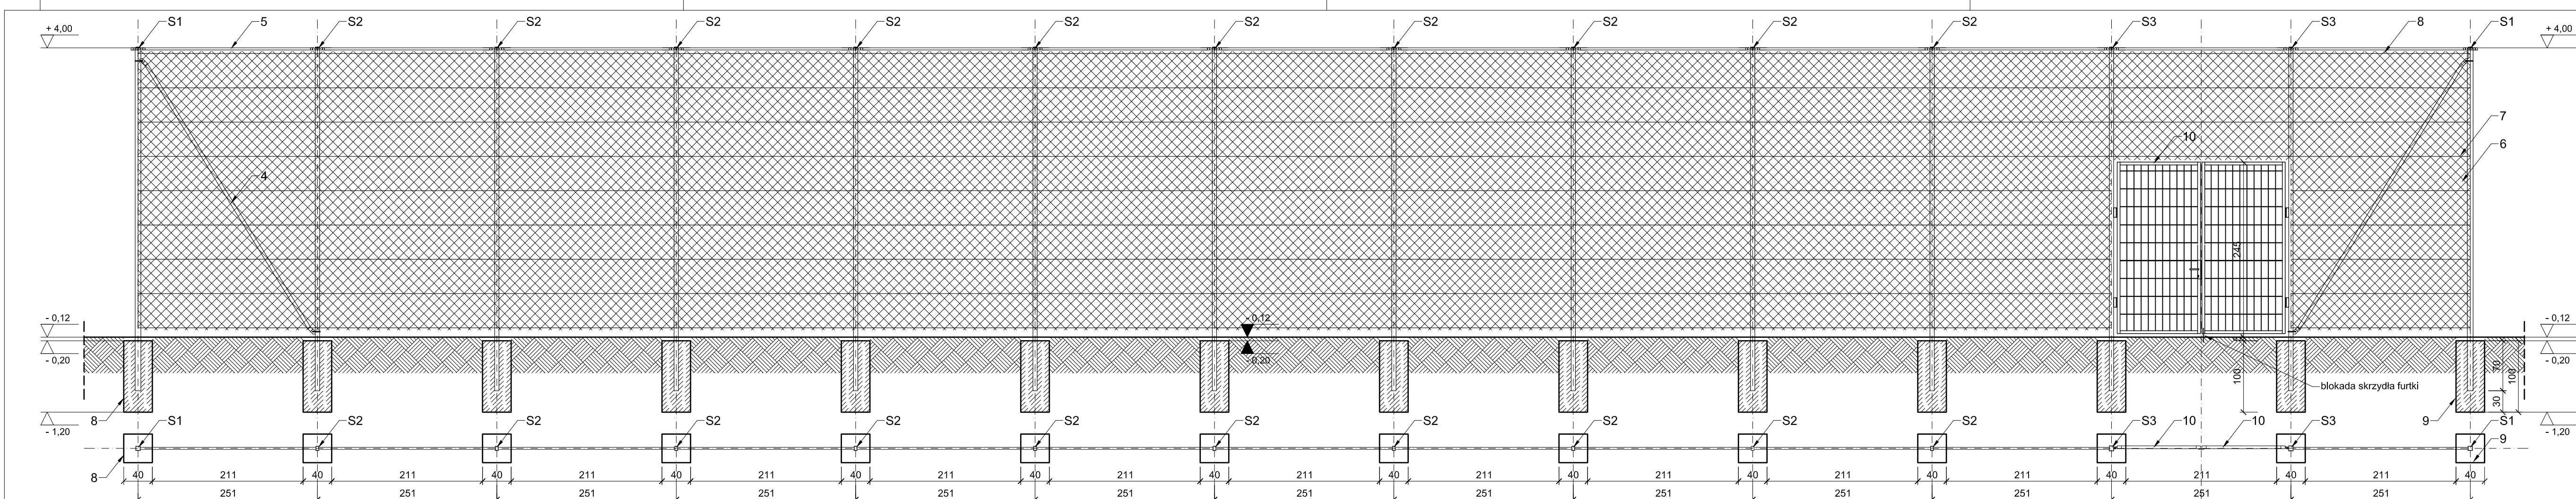 S1 5 S2 S2 S2 S2 S2 S2 S2 S2 S2 S2 S3 S3 8 S1
+ 4,00 + 4,00
7
10
6
4
245
- 0,12 - 0,12 - 0,12
- 0,20 - 0,20 - 0,20
70
100
100
blokada skrzydła furtki
30
8 S1 S2 S2 S2 S2 S2 S2 S2 S2 S2 S2 S3 10 10 S3 9 S1
- 1,20 - 1,20
9
8
40 211 40 211 40 211 40 211 40 211 40 211 40 211 40 211 40 211 40 211 40 211 40 211 40 211 40
251 251 251 251 251 251 251 251 251 251 251 251 251